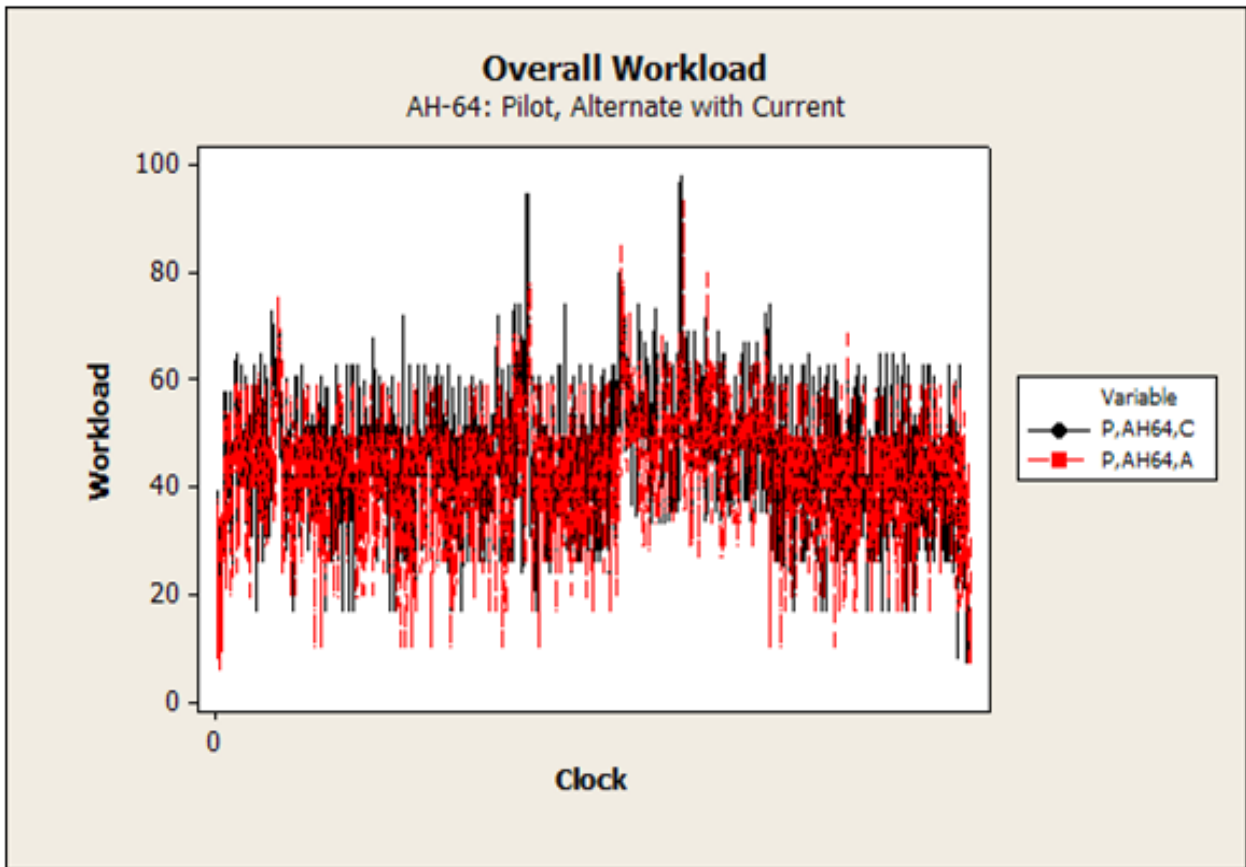 Overall Workload
AH-64: Pilot, Alternate with Current
100
80
60
40
20
0
Workload
0
Clock
Variable
P,AH64,C
P,AH64,A